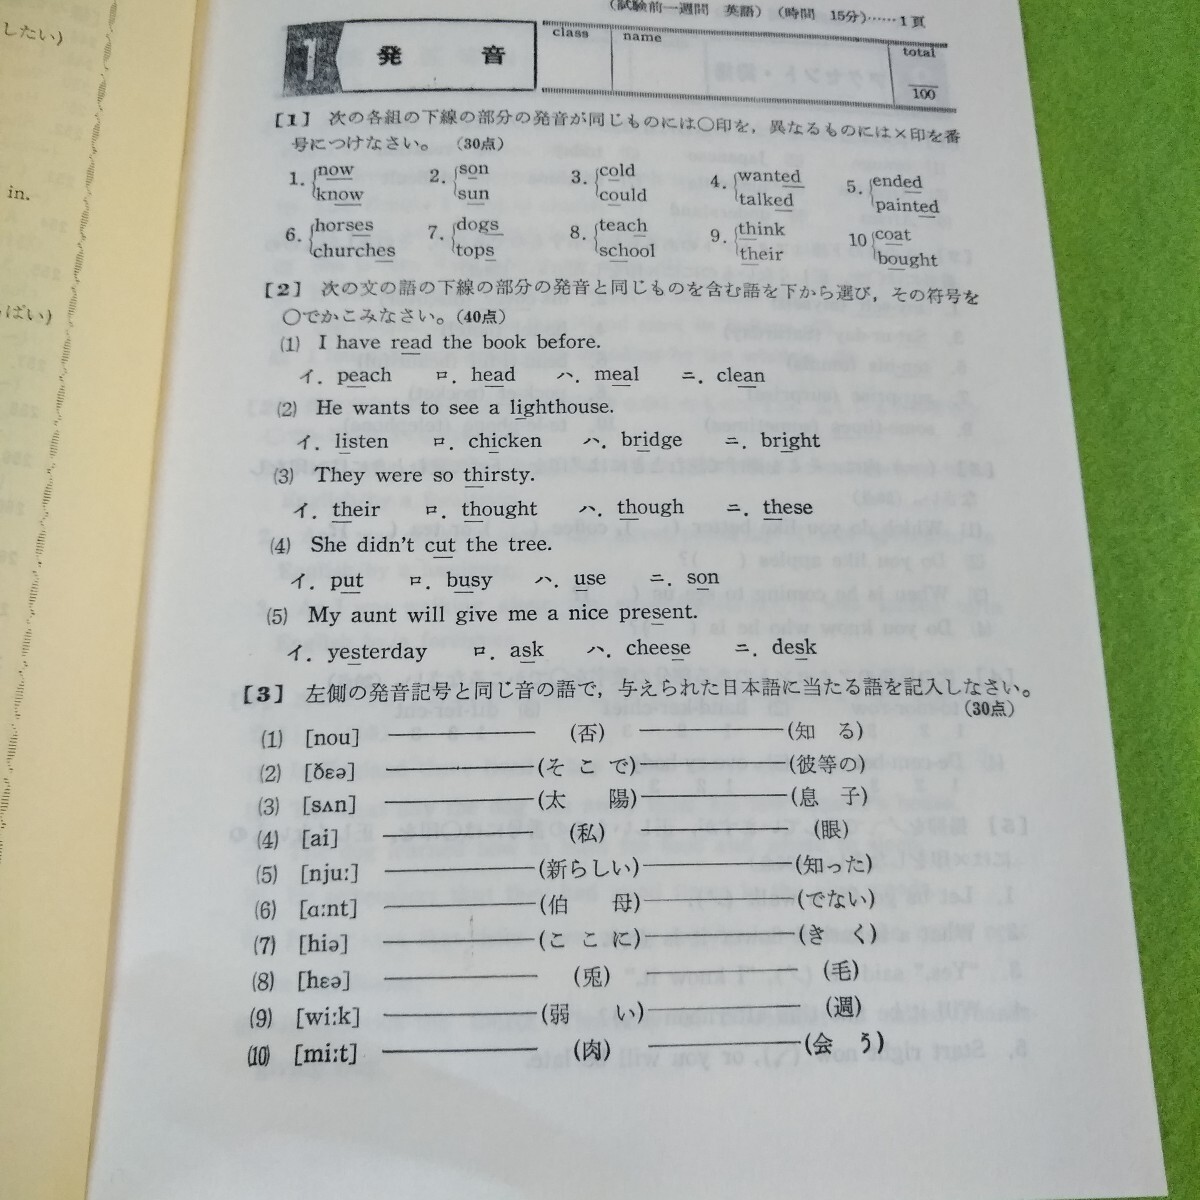 したい)
in.
ぱい)
(試験前一週間 英語) (時間 15分)……1頁
1 発 音 class name total
100
[1] 次の各組の下線の部分の発音が同じものには○印を, 異なるものには×印を番
号につけなさい。 (30点)
1. now know 2. son sun 3. cold could 4. wanted talked 5. ended painted
6. horses churches 7. dogs tops 8. teach school 9. think their 10 coat bought
[2] 次の文の語の下線の部分の発音と同じものを含む語を下から選び, その符号を
○でかこみなさい。(40点)
(1) I have read the book before.
イ. peach ロ. head ハ. meal ニ. clean
(2) He wants to see a lighthouse.
イ. listen ロ. chicken ハ. bridge ニ. bright
(3) They were so thirsty.
イ. their ロ. thought ハ. though ニ. these
(4) She didn't cut the tree.
イ. put ロ. busy ハ. use ニ. son
(5) My aunt will give me a nice present.
イ. yesterday ロ. ask ハ. cheese ニ. desk
[3] 左側の発音記号と同じ音の語で, 与えられた日本語に当たる語を記入しなさい。
(30点)
(1) [nou] (否) (知 る)
(2) [ðɛə] (そ こ で) (彼等の)
(3) [sʌn] (太 陽) (息 子)
(4) [ai] (私) (眼)
(5) [nju:] (新らしい) (知った)
(6) [ɑ:nt] (伯 母) (でない)
(7) [hiə] (こ こ に) (き く)
(8) [hɛə] (兎) (毛)
(9) [wi:k] (弱 い) (週)
(10) [mi:t] (肉) (会 う)